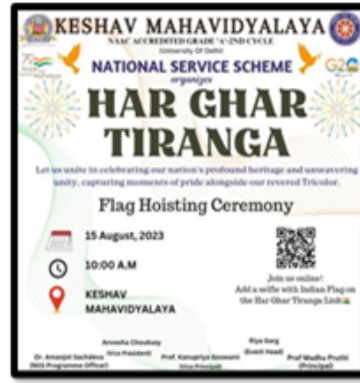 KESHAV MAHAVIDYALAYA
NAAC ACCREDITED GRADE 'A'-2ND CYCLE
(University Of Delhi)
NATIONAL SERVICE SCHEME
organizes
HAR GHAR
TIRANGA
Let us unite in celebrating our nation's profound heritage and unwavering
unity, capturing moments of pride alongside our revered Tricolor.
Flag Hoisting Ceremony
15 August, 2023
10:00 A.M
KESHAV
MAHAVIDYALAYA
Join us online!
Add a selfie with Indian Flag on
the Har Ghar Tiranga Link
Anvesha Chouksey
(Vice President)
Riya Garg
(Event Head)
Dr. Amanjot Sachdeva
(NSS Programme Officer)
Prof. Kanupriya Goswami
(Vice Principal)
Prof Madhu Pruthi
(Principal)
G20